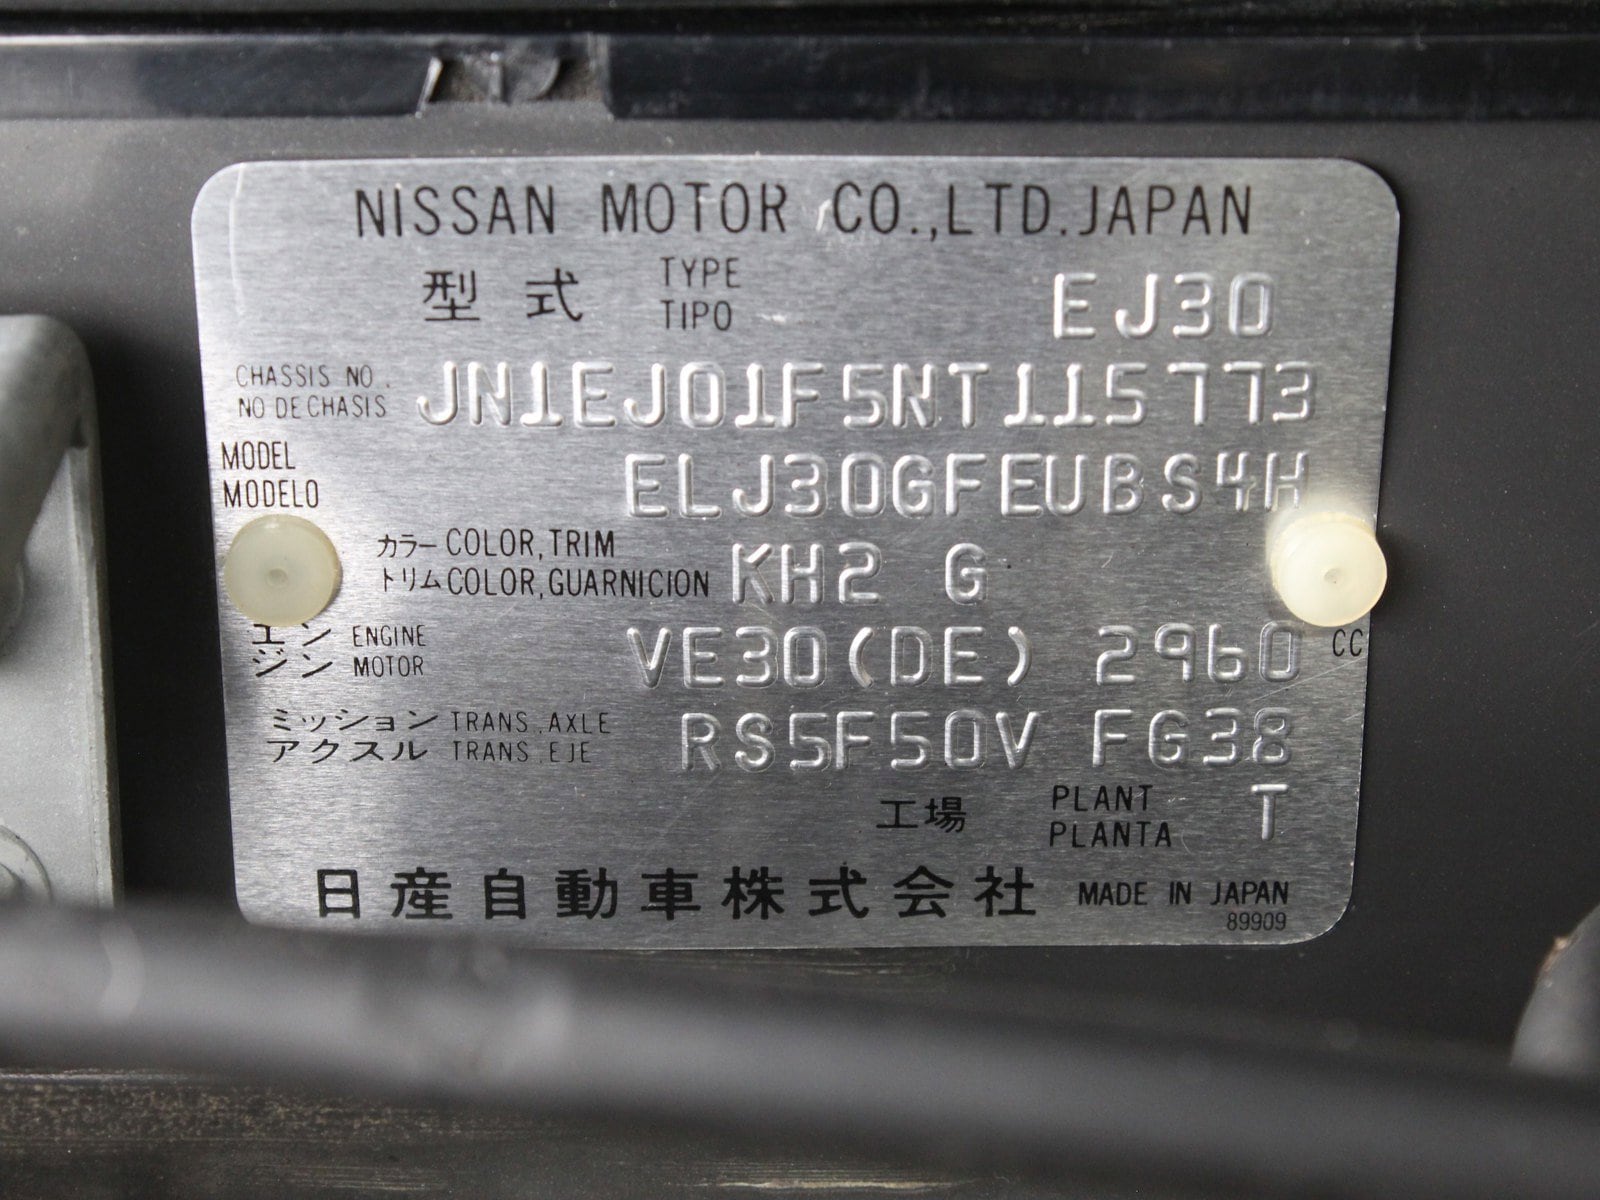 NISSAN MOTOR CO.,LTD.JAPAN
型式 TYPE TIPO EJ30
CHASSIS NO. NO DE CHASIS JN1EJ01F5NT115773
MODEL MODELO ELJ30GFEUBS4H
カラー COLOR,TRIM
トリム COLOR,GUARNICION KH2 G
エンジン ENGINE MOTOR VE30(DE) 2960 CC
ミッション TRANS.AXLE
アクスル TRANS.EJE RS5F50V FG38
工場 PLANT PLANTA T
日産自動車株式会社 MADE IN JAPAN
89909